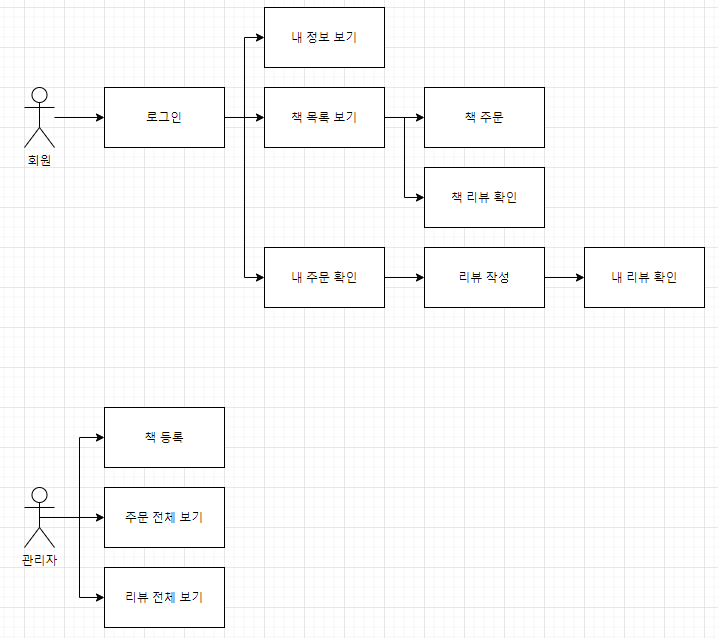 내 정보 보기
회원
로그인
책 목록 보기
책 주문
책 리뷰 확인
내 주문 확인
리뷰 작성
내 리뷰 확인
책 등록
관리자
주문 전체 보기
리뷰 전체 보기